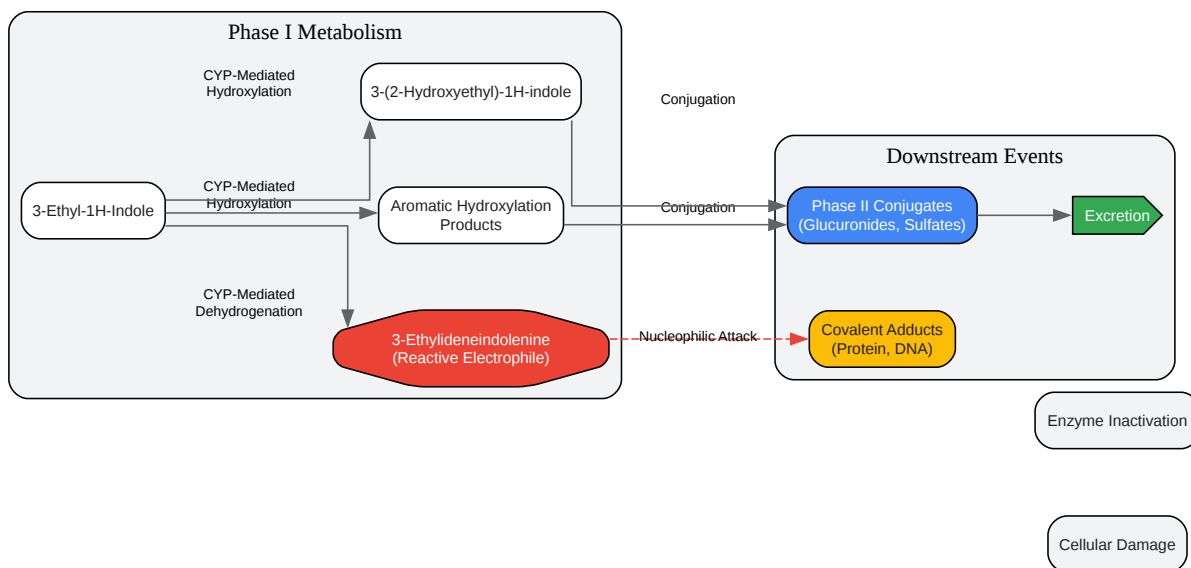 Phase I Metabolism
CYP-Mediated
Hydroxylation
3-(2-Hydroxyethyl)-1H-indole
Conjugation
Downstream Events
3-Ethyl-1H-Indole
CYP-Mediated
Hydroxylation
Aromatic Hydroxylation
Products
Conjugation
Phase II Conjugates
(Glucuronides, Sulfates)
Excretion
CYP-Mediated
Dehydrogenation
3-Ethylideneindolenine
(Reactive Electrophile)
Nucleophilic Attack
Covalent Adducts
(Protein, DNA)
Enzyme Inactivation
Cellular Damage